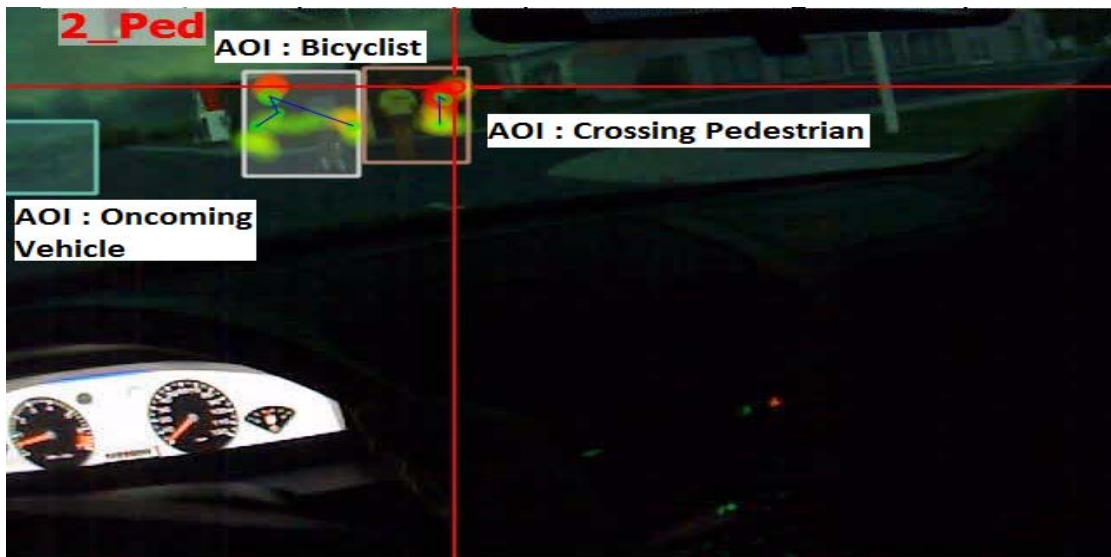 2_Ped
AOI : Bicyclist
AOI : Crossing Pedestrian
AOI : Oncoming
Vehicle